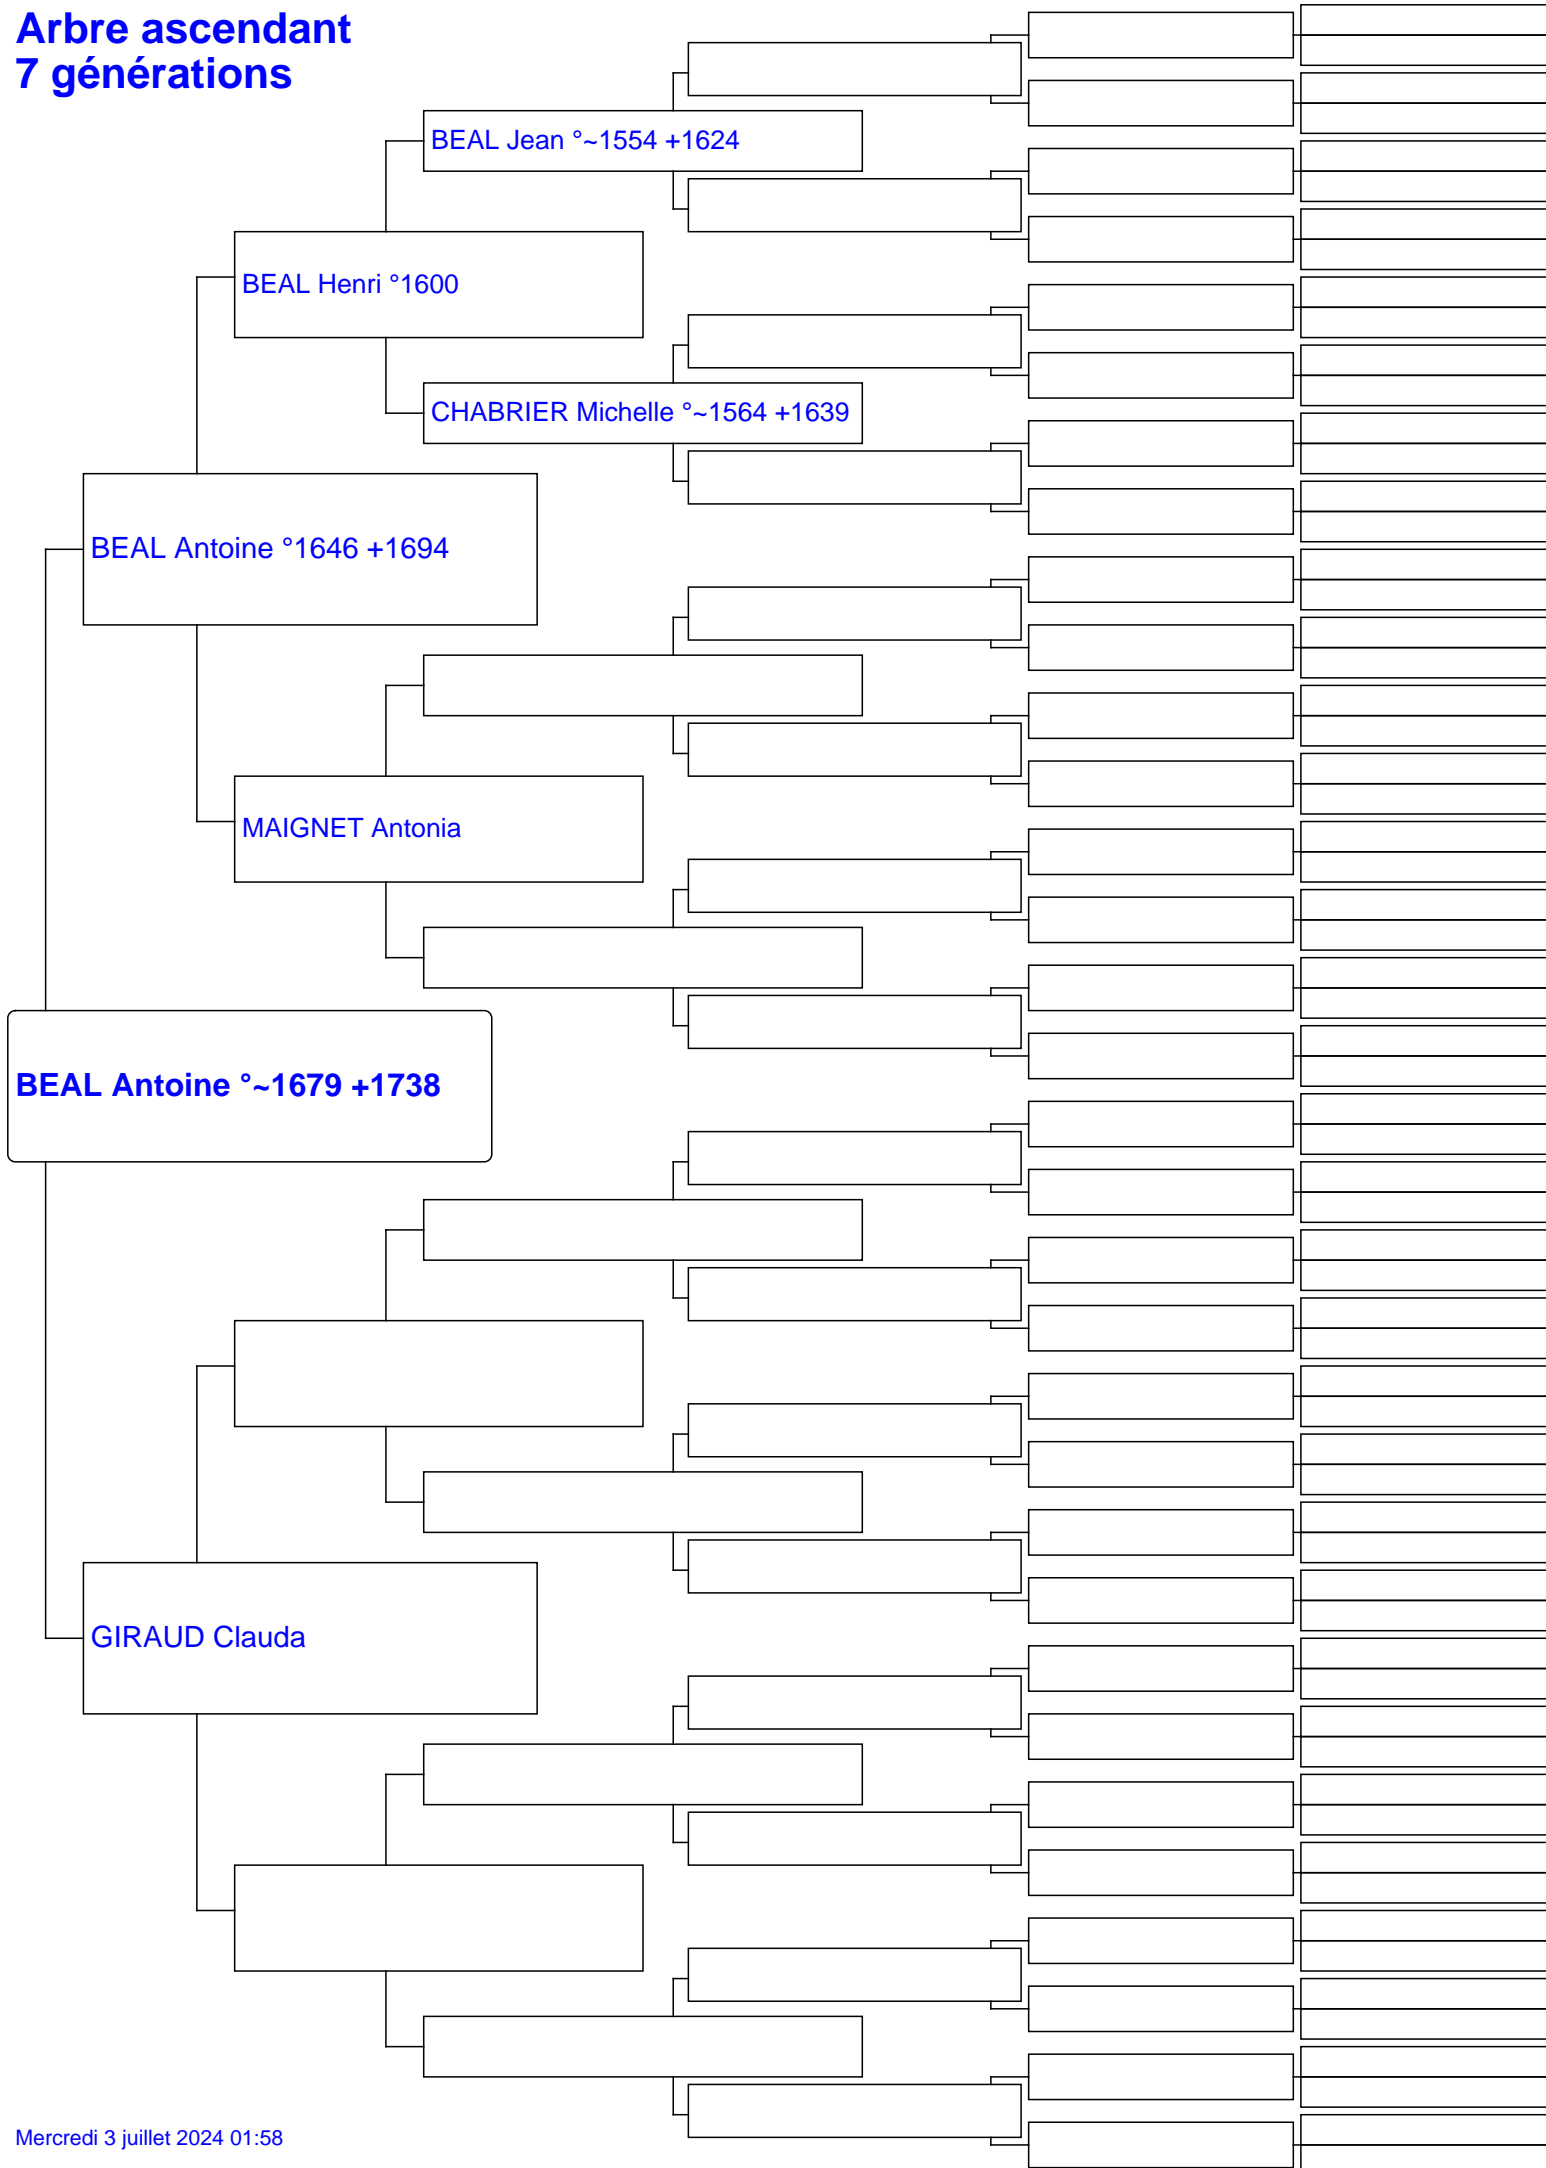 Arbre ascendant
7 générations
BEAL Jean °~1554 +1624
BEAL Henri °1600
CHABRIER Michelle °~1564 +1639
BEAL Antoine °1646 +1694
MAIGNET Antonia
BEAL Antoine °~1679 +1738
GIRAUD Clauda
Mercredi 3 juillet 2024 01:58